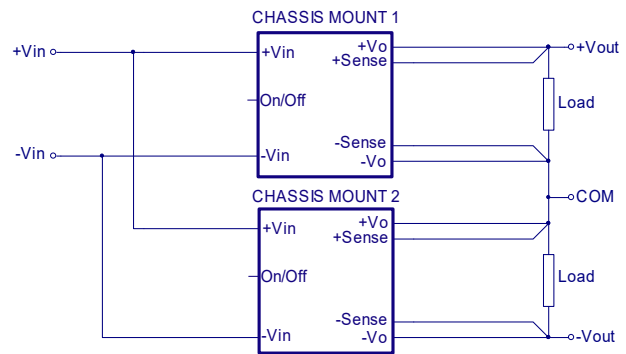 CHASSIS MOUNT 1
+Vin
+Vin
+Vo
+Sense
+Vout
On/Off
Load
-Vin
-Vin
-Sense
-Vo
CHASSIS MOUNT 2
COM
+Vin
+Vo
+Sense
On/Off
Load
-Vin
-Sense
-Vo
-Vout